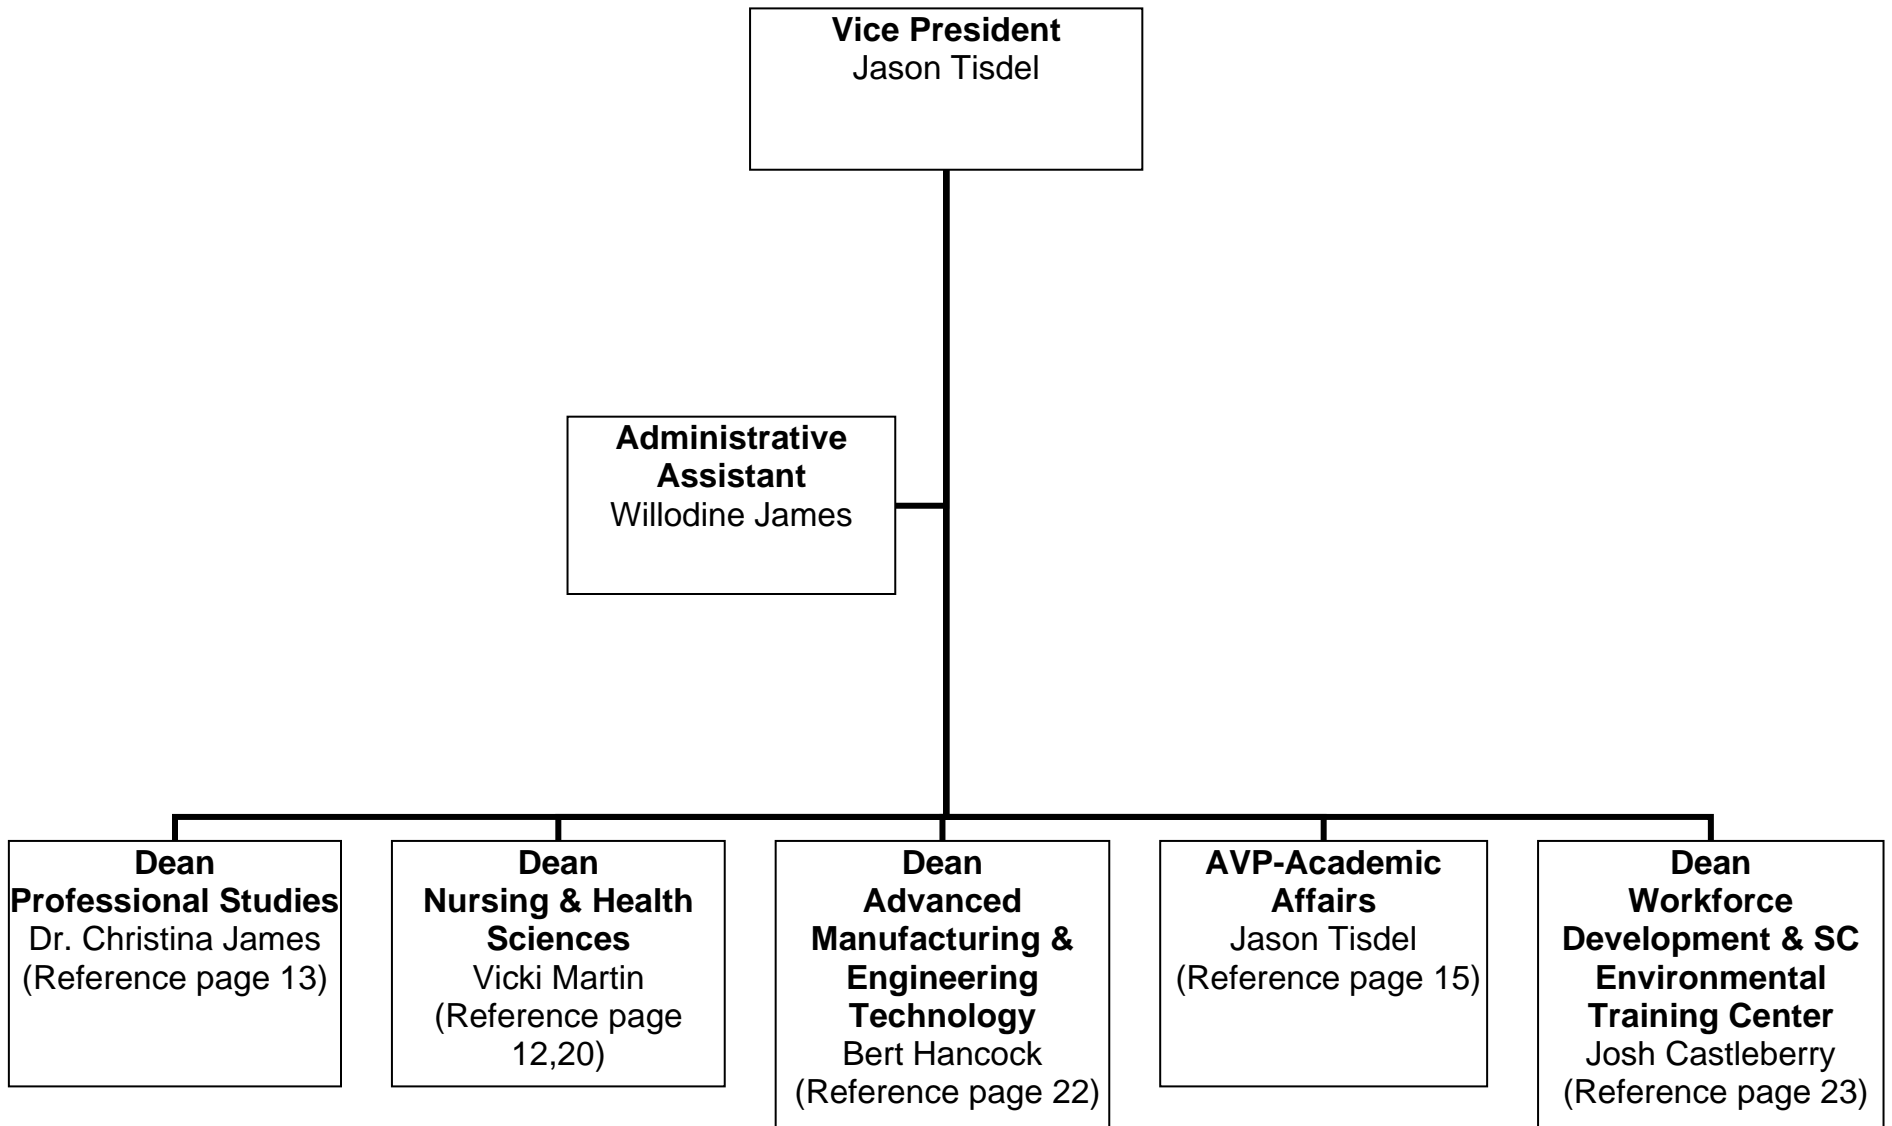 Vice President
Jason Tisdel
Administrative
Assistant
Willodine James
Dean
Professional Studies
Dr. Christina James
(Reference page 13)
Dean
Nursing & Health
Sciences
Vicki Martin
(Reference page
12,20)
Dean
Advanced
Manufacturing &
Engineering
Technology
Bert Hancock
(Reference page 22)
AVP-Academic
Affairs
Jason Tisdel
(Reference page 15)
Dean
Workforce
Development & SC
Environmental
Training Center
Josh Castleberry
(Reference page 23)